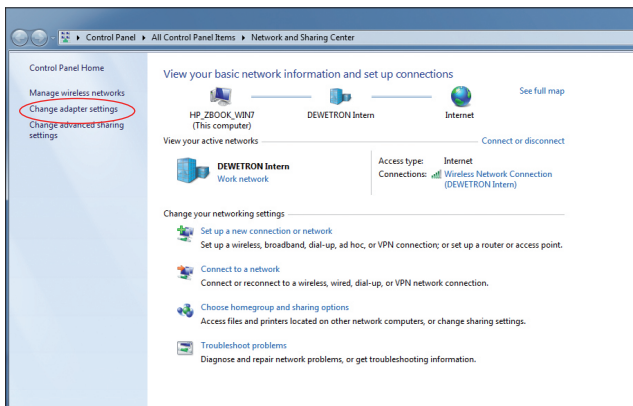 Control Panel ▸ All Control Panel Items ▸ Network and Sharing Center
Control Panel Home
Manage wireless networks
Change adapter settings
Change advanced sharing
settings
View your basic network information and set up connections
See full map
HP_ZBOOK_WIN7
(This computer)
DEWETRON Intern
Internet
View your active networks
Connect or disconnect
DEWETRON Intern
Work network
Access type: Internet
Connections: Wireless Network Connection
(DEWETRON Intern)
Change your networking settings
Set up a new connection or network
Set up a wireless, broadband, dial-up, ad hoc, or VPN connection; or set up a router or access point.
Connect to a network
Connect or reconnect to a wireless, wired, dial-up, or VPN network connection.
Choose homegroup and sharing options
Access files and printers located on other network computers, or change sharing settings.
Troubleshoot problems
Diagnose and repair network problems, or get troubleshooting information.